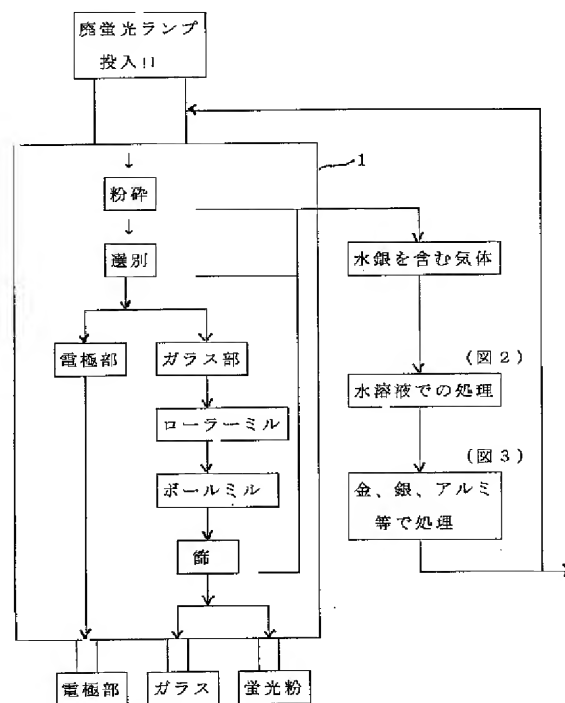 廃蛍光ランプ
投入口
1
粉砕
選別
水銀を含む気体
電極部
ガラス部
(図2)
水溶液での処理
ローラーミル
(図3)
ボールミル
金、銀、アルミ
等で処理
篩
電極部
ガラス
蛍光粉